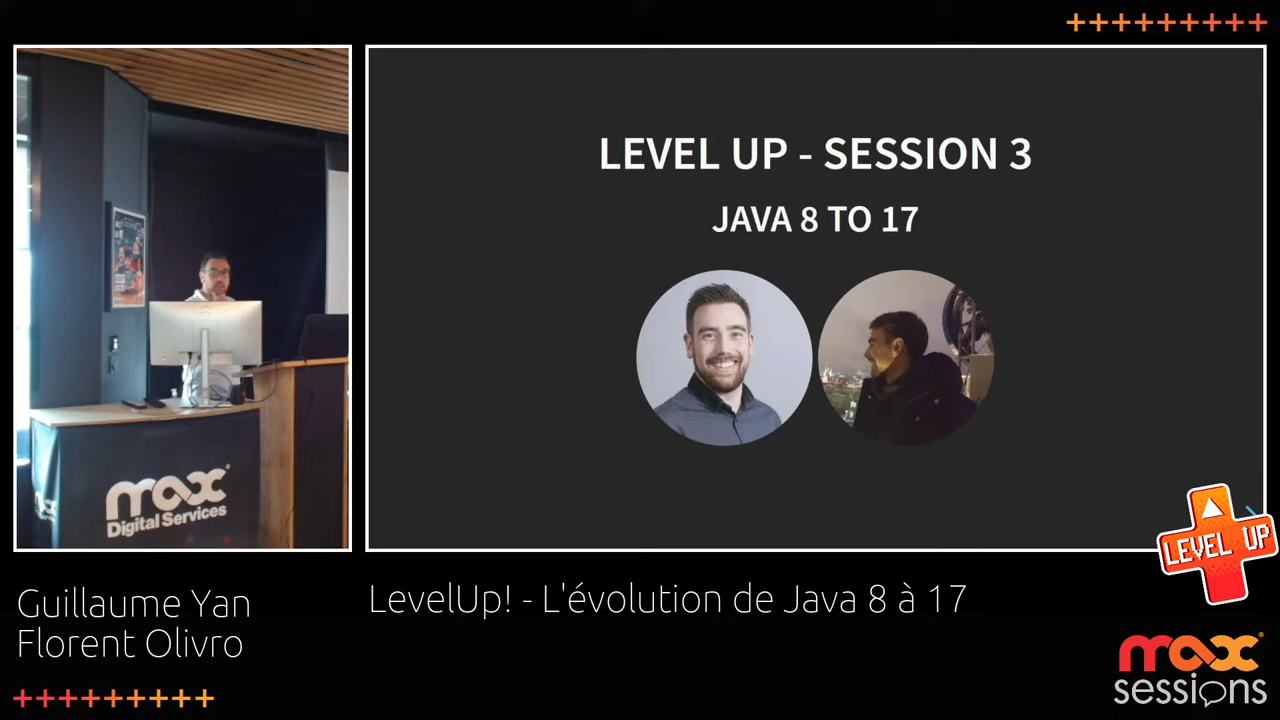 LEVEL UP - SESSION 3
JAVA 8 TO 17
max
Digital Services
LEVEL UP
Guillaume Yan
Florent Olivro
LevelUp! - L'évolution de Java 8 à 17
max
sessions